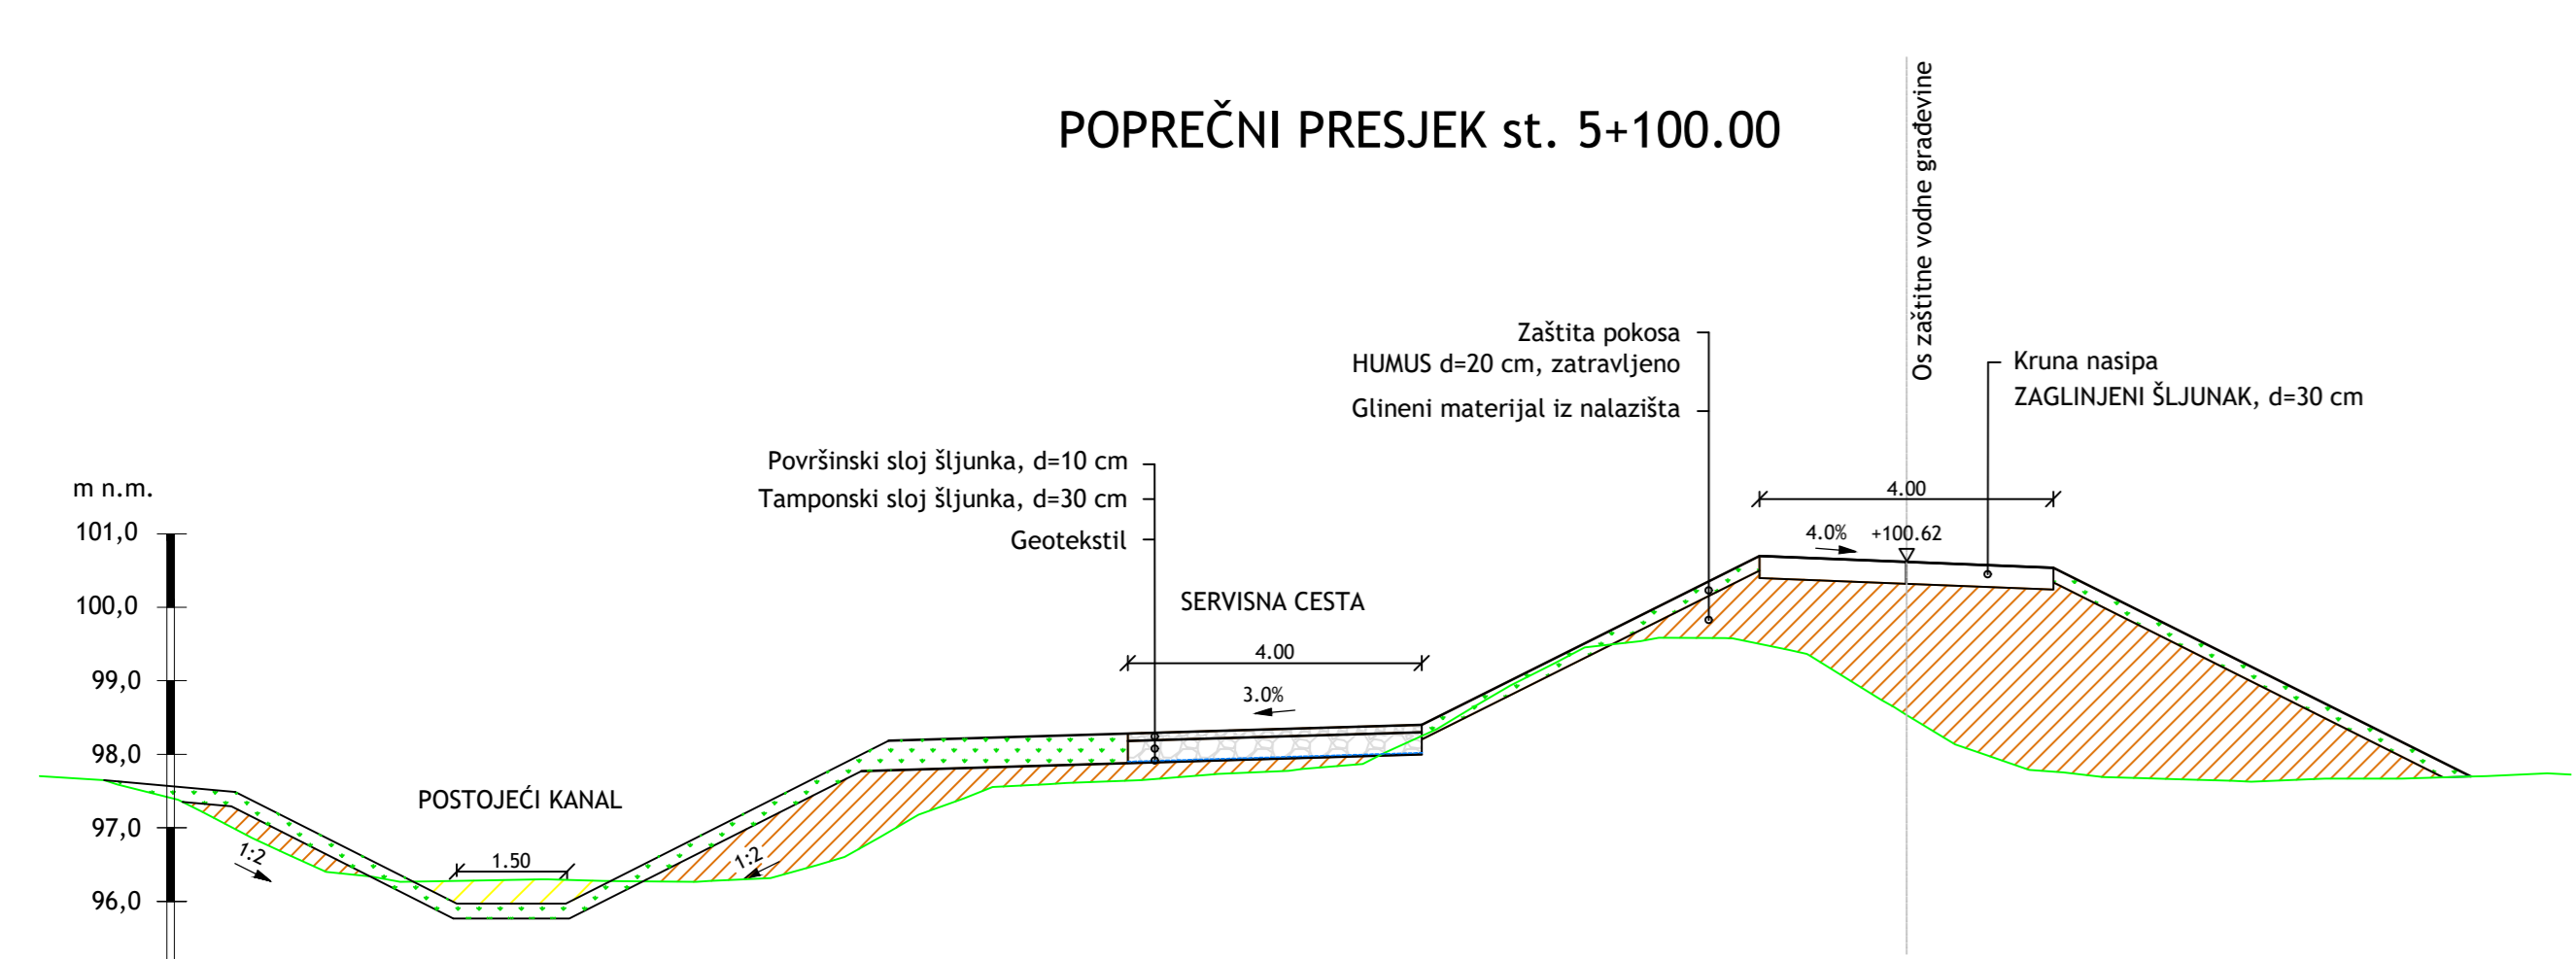 POPREČNI PRESJEK st. 5+100.00
Os zaštitne vodne građevine
Zaštita pokosa
HUMUS d=20 cm, zatravljeno
Glineni materijal iz nalazišta
Kruna nasipa
ZAGLINJENI ŠLJUNAK, d=30 cm
Površinski sloj šljunka, d=10 cm
Tamponski sloj šljunka, d=30 cm
Geotekstil
4.00
4.0%
+100.62
SERVISNA CESTA
4.00
3.0%
m n.m.
101,0
100,0
99,0
98,0
97,0
96,0
POSTOJEĆI KANAL
1.50
1:2
1:2